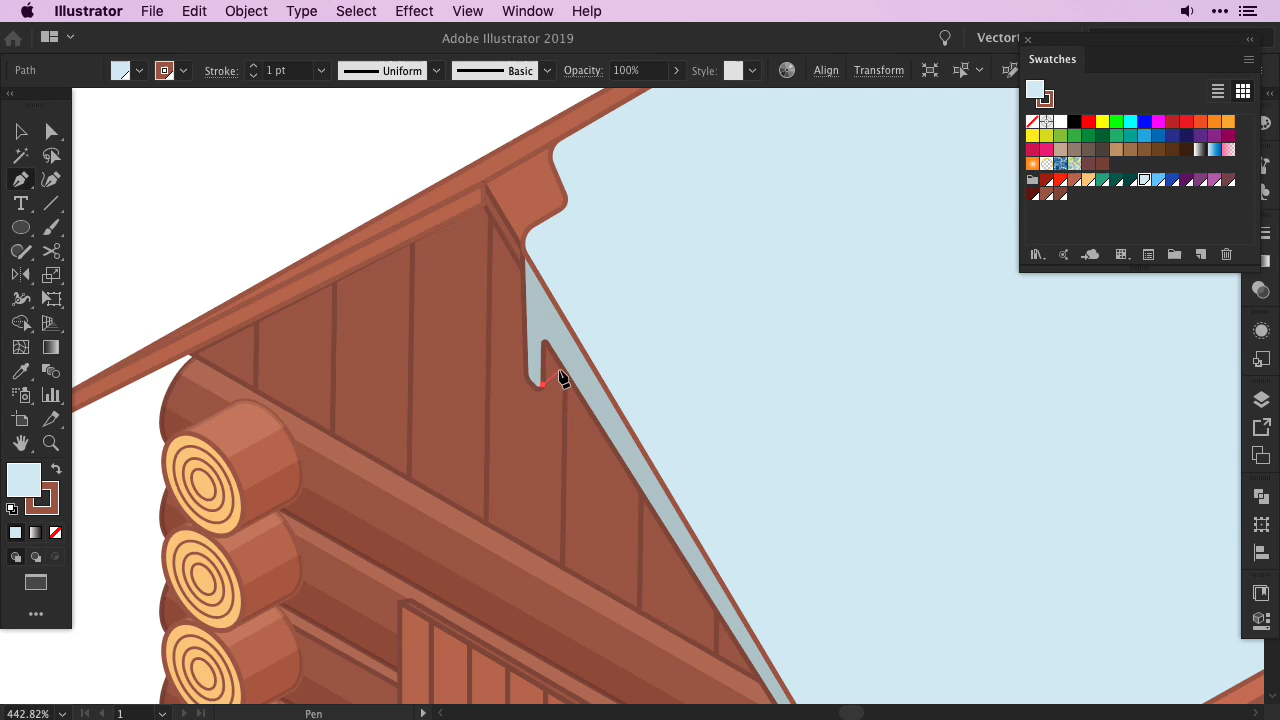 Illustrator File Edit Object Type Select Effect View Window Help
Adobe Illustrator 2019
Path Stroke: 1 pt Uniform Basic Opacity: 100% Style: Align Transform
Swatches
442.82% 1 Pen